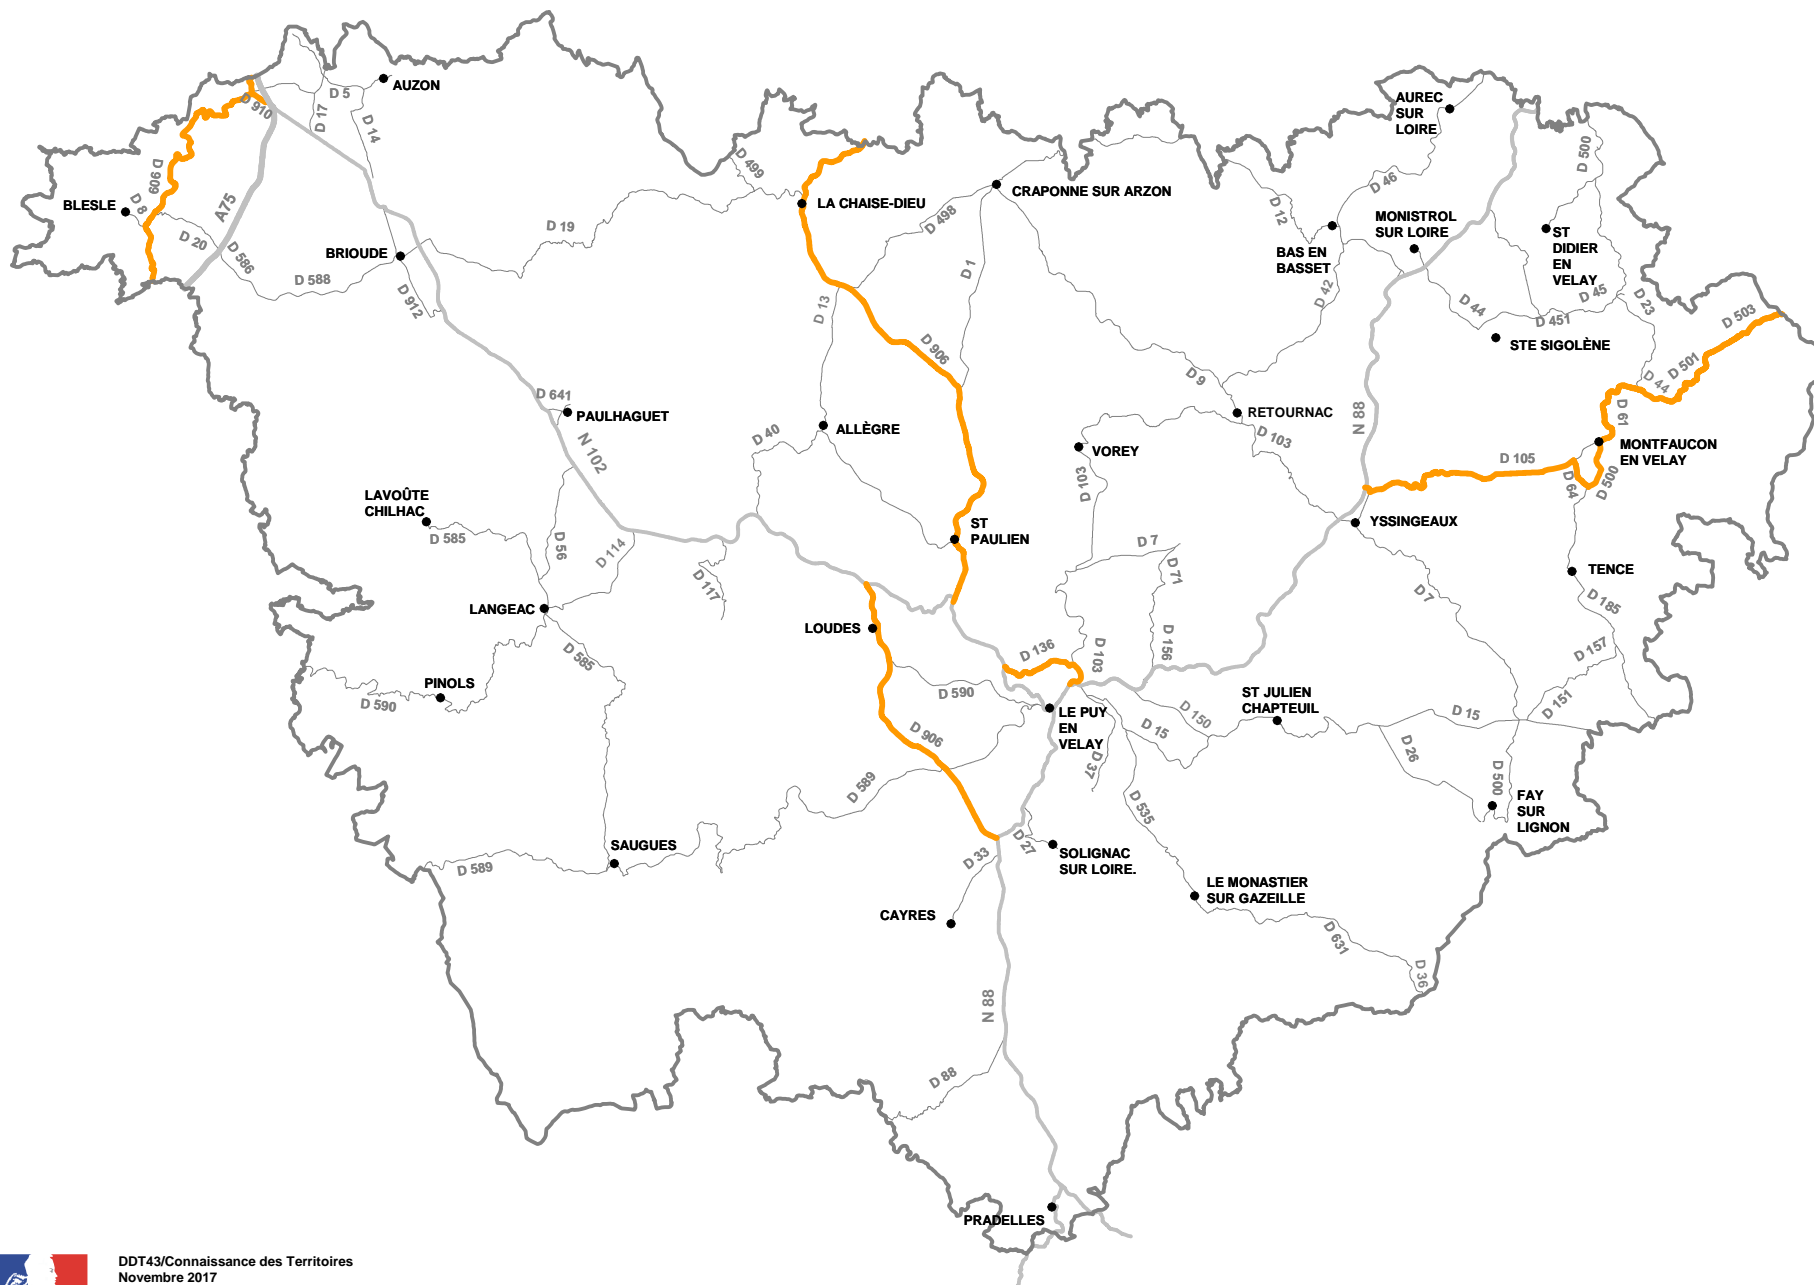 AUZON
D 5
D 17
D 14
D 910
D 909
BLESLE
D 8
D 20
A75
D 586
D 588
BRIOUDE
D 912
D 19
D 499
LA CHAISE-DIEU
D 498
CRAPONNE SUR ARZON
D 1
D 13
D 906
D 9
AUREC
SUR
LOIRE
D 500
D 46
D 12
MONISTROL
SUR LOIRE
BAS EN
BASSET
D 42
ST
DIDIER
EN
VELAY
D 45
D 23
D 44
D 451
STE SIGOLÈNE
D 503
D 501
D 44
D 61
MONTFAUCON
EN VELAY
D 105
D 64
D 500
N 88
D 641
PAULHAGUET
N 102
D 40
ALLÈGRE
VOREY
RETOURNAC
D 103
D 103
LAVOÛTE
CHILHAC
D 585
D 56
D 114
D 117
ST
PAULIEN
D 7
D 71
YSSINGEAUX
TENCE
D 185
D 7
D 157
D 151
LANGEAC
D 585
LOUDES
D 136
D 103
D 156
PINOLS
D 590
D 590
LE PUY
EN
VELAY
D 150
D 15
D 37
ST JULIEN
CHAPTEUIL
D 15
D 26
D 500
FAY
SUR
LIGNON
D 906
D 589
D 535
SAUGUES
D 589
D 33
D 27
SOLIGNAC
SUR LOIRE.
LE MONASTIER
SUR GAZEILLE
CAYRES
D 631
D 36
N 88
D 88
PRADELLES
DDT43/Connaissance des Territoires
Novembre 2017